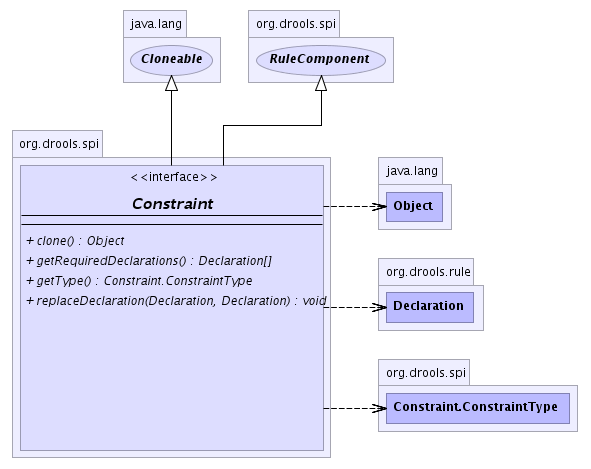 java.lang
Cloneable
org.drools.spi
RuleComponent
org.drools.spi
<<interface>>
Constraint
+ clone() : Object
+ getRequiredDeclarations() : Declaration[]
+ getType() : Constraint.ConstraintType
+ replaceDeclaration(Declaration, Declaration) : void
java.lang
Object
org.drools.rule
Declaration
org.drools.spi
Constraint.ConstraintType